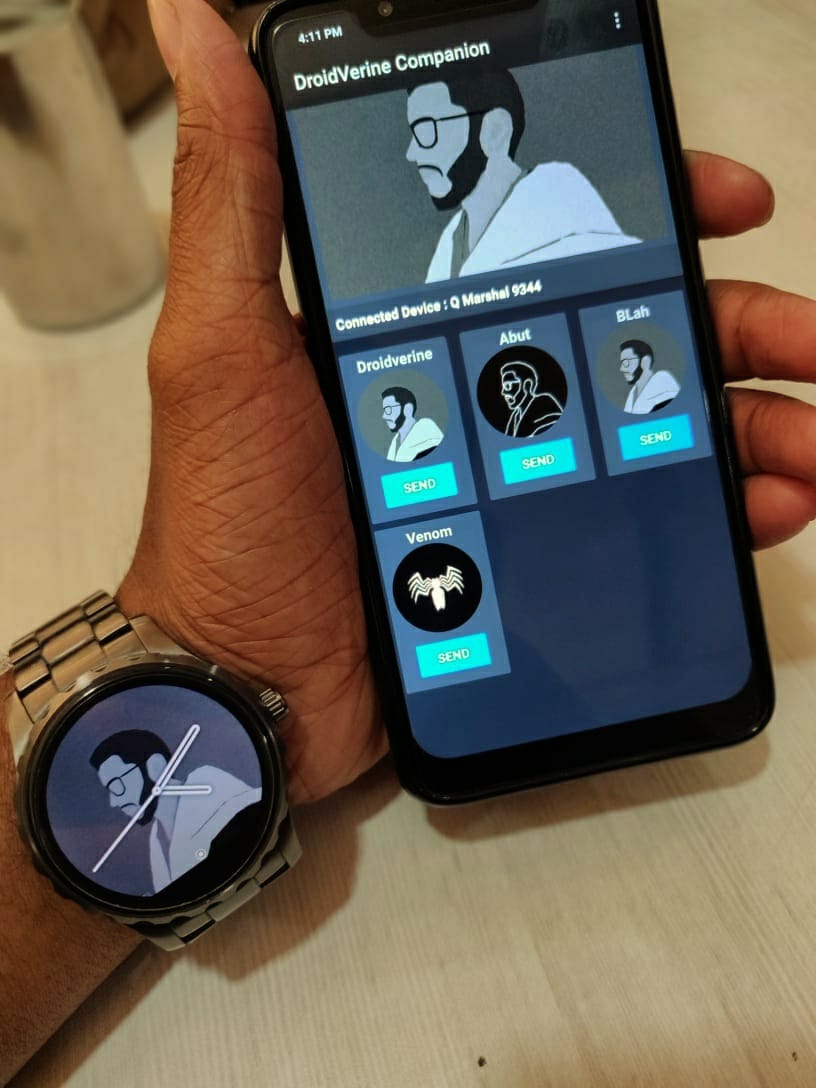 4:11 PM
DroidVerine Companion
Connected Device : Q Marshal 9344
Droidverine
Abut
BLah
SEND
SEND
SEND
Venom
SEND